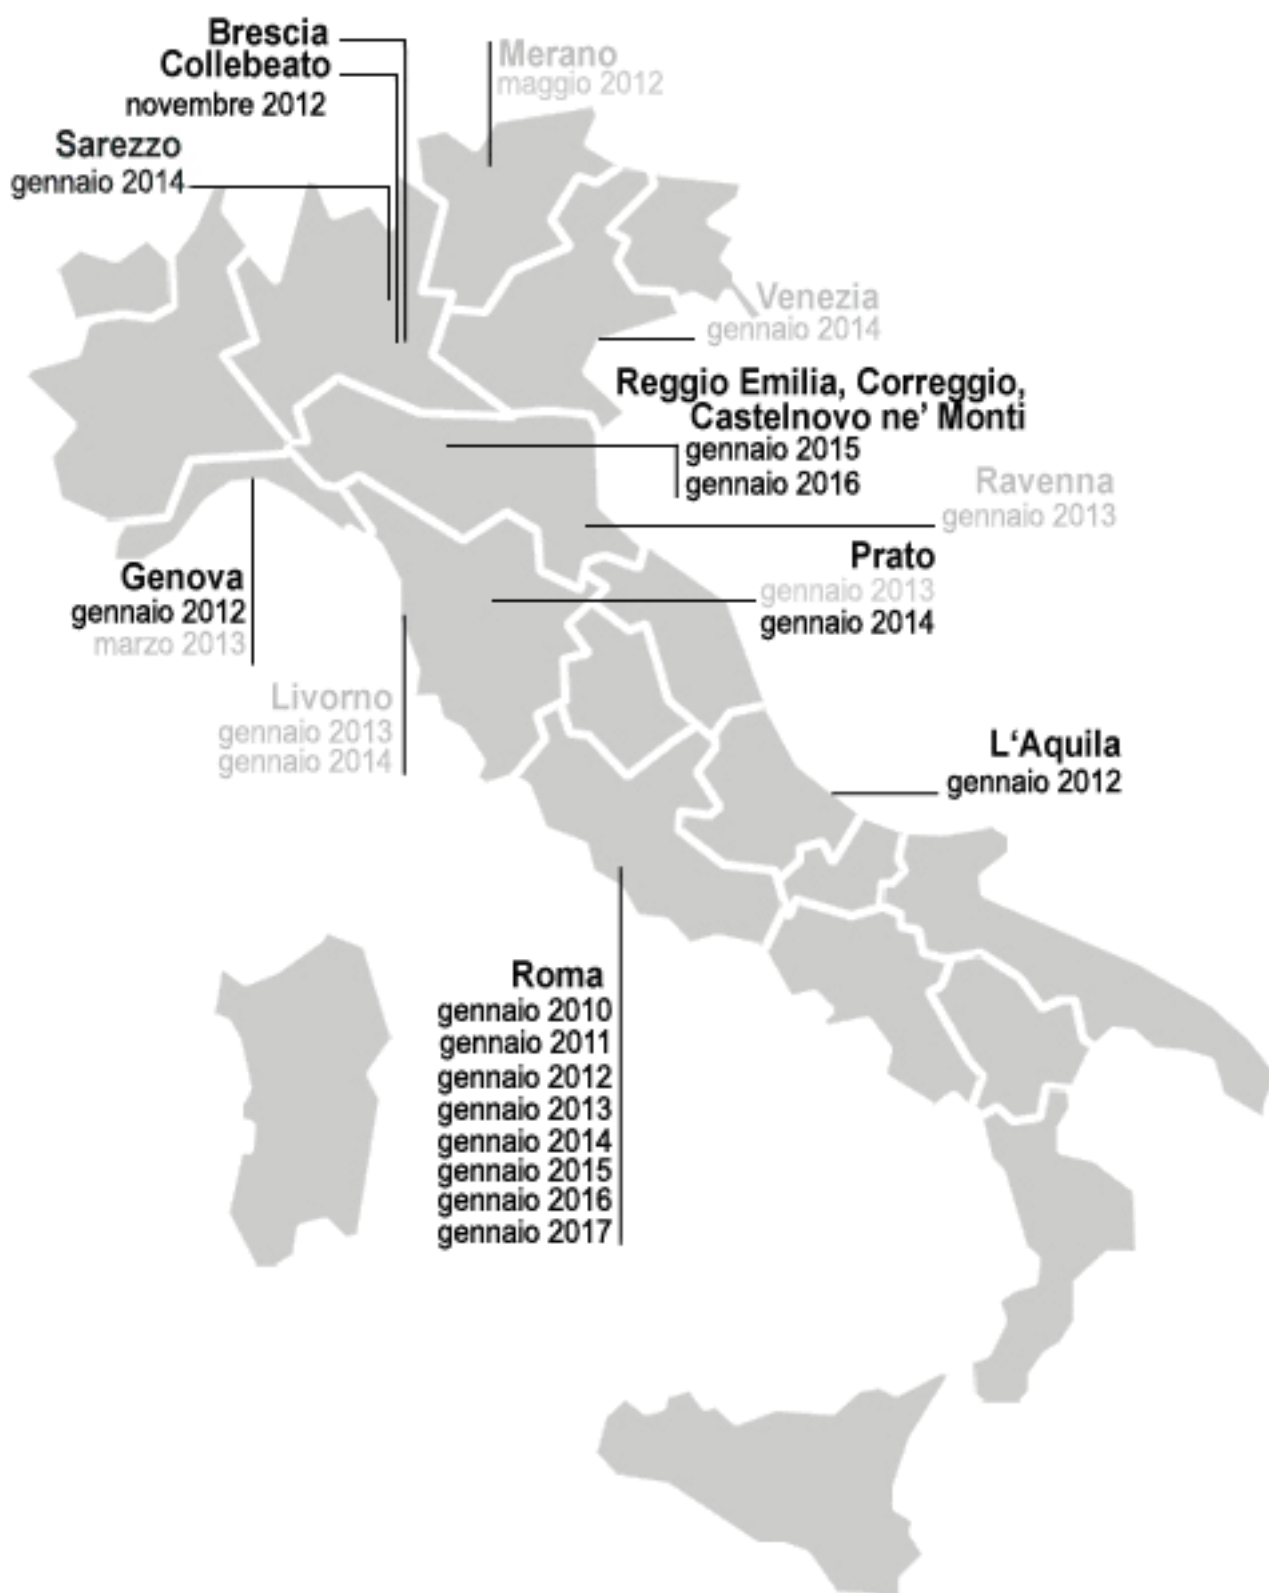 Brescia
Collebeato
novembre 2012
Merano
maggio 2012
Sarezzo
gennaio 2014
Venezia
gennaio 2014
Reggio Emilia, Correggio,
Castelnovo ne' Monti
gennaio 2015
gennaio 2016
Ravenna
gennaio 2013
Prato
gennaio 2013
gennaio 2014
Genova
gennaio 2012
marzo 2013
Livorno
gennaio 2013
gennaio 2014
L‘Aquila
gennaio 2012
Roma
gennaio 2010
gennaio 2011
gennaio 2012
gennaio 2013
gennaio 2014
gennaio 2015
gennaio 2016
gennaio 2017